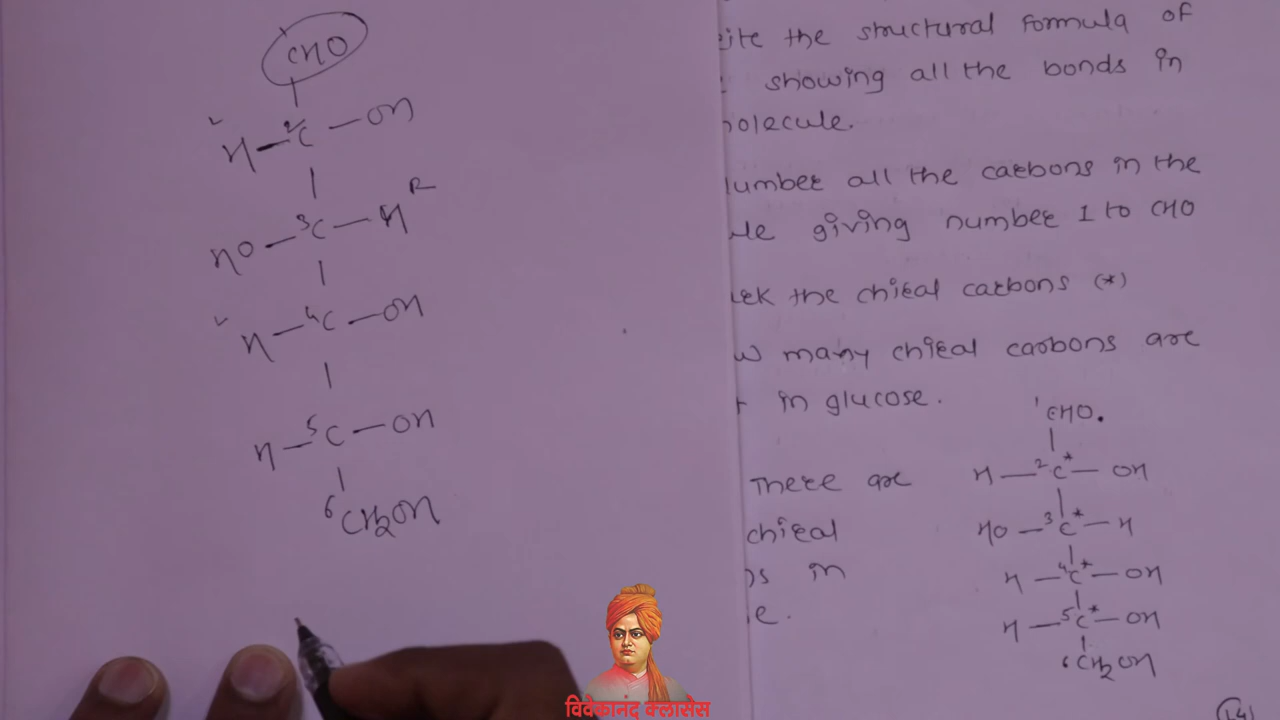 CHO
H — 2C — OH
HO — 3C — H R
H — 4C — OH
H — 5C — OH
6CH2OH
ite the structural formula of
showing all the bonds in
olecule.
umber all the carbons in the
ule giving number 1 to CHO
the chiral carbons (*)
w many chiral carbons are
in glucose.
There are
chiral
in
1CHO.
H — 2C* — OH
HO — 3C* — H
H — 4C* — OH
H — 5C* — OH
6CH2OH
विवेकानंद क्लासेस